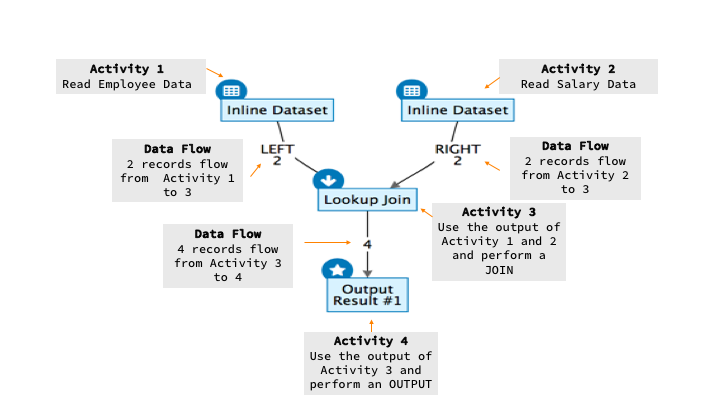 Activity 1
Read Employee Data
Activity 2
Read Salary Data
Inline Dataset
Inline Dataset
Data Flow
2 records flow
from Activity 1
to 3
LEFT
2
RIGHT
2
Data Flow
2 records flow
from Activity 2
to 3
Lookup Join
Activity 3
Use the output of
Activity 1 and 2
and perform a
JOIN
Data Flow
4 records flow
from Activity 3
to 4
4
Output
Result #1
Activity 4
Use the output of
Activity 3 and
perform an OUTPUT